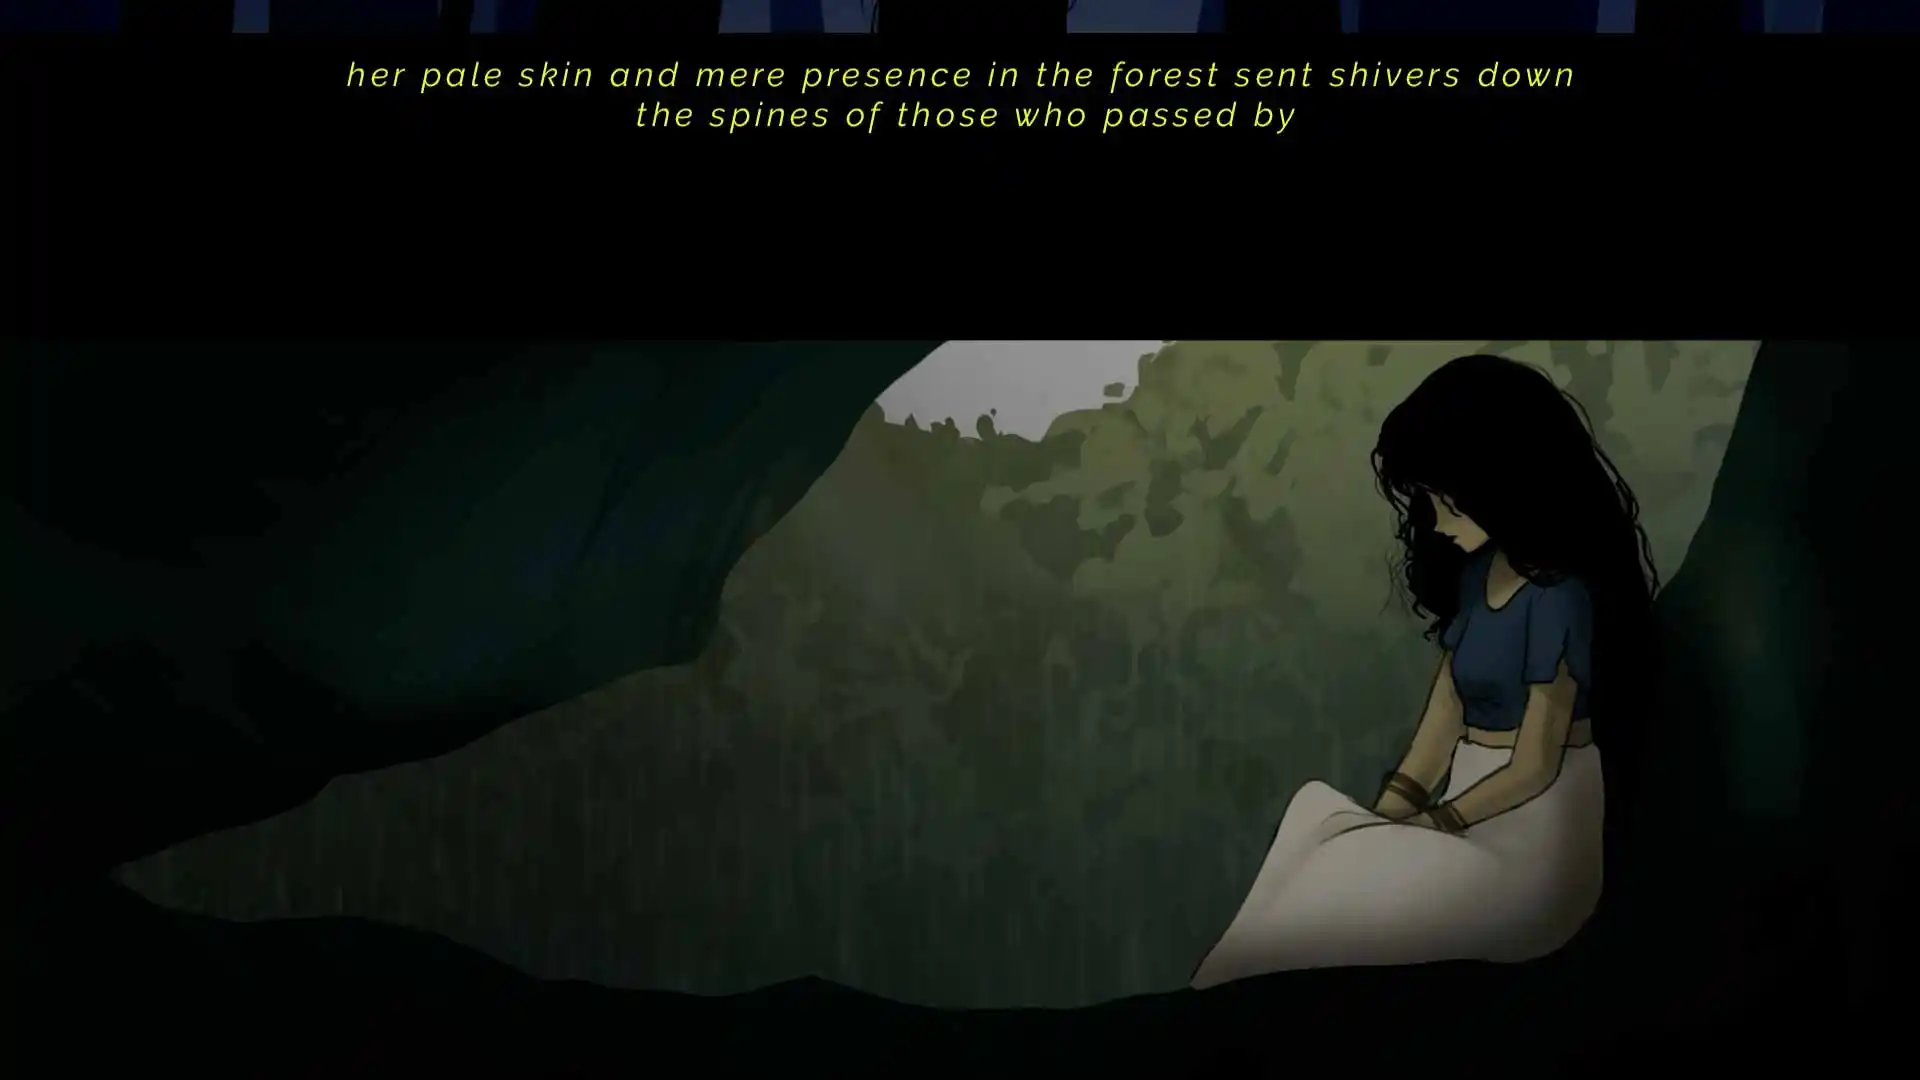 her pale skin and mere presence in the forest sent shivers down
the spines of those who passed by